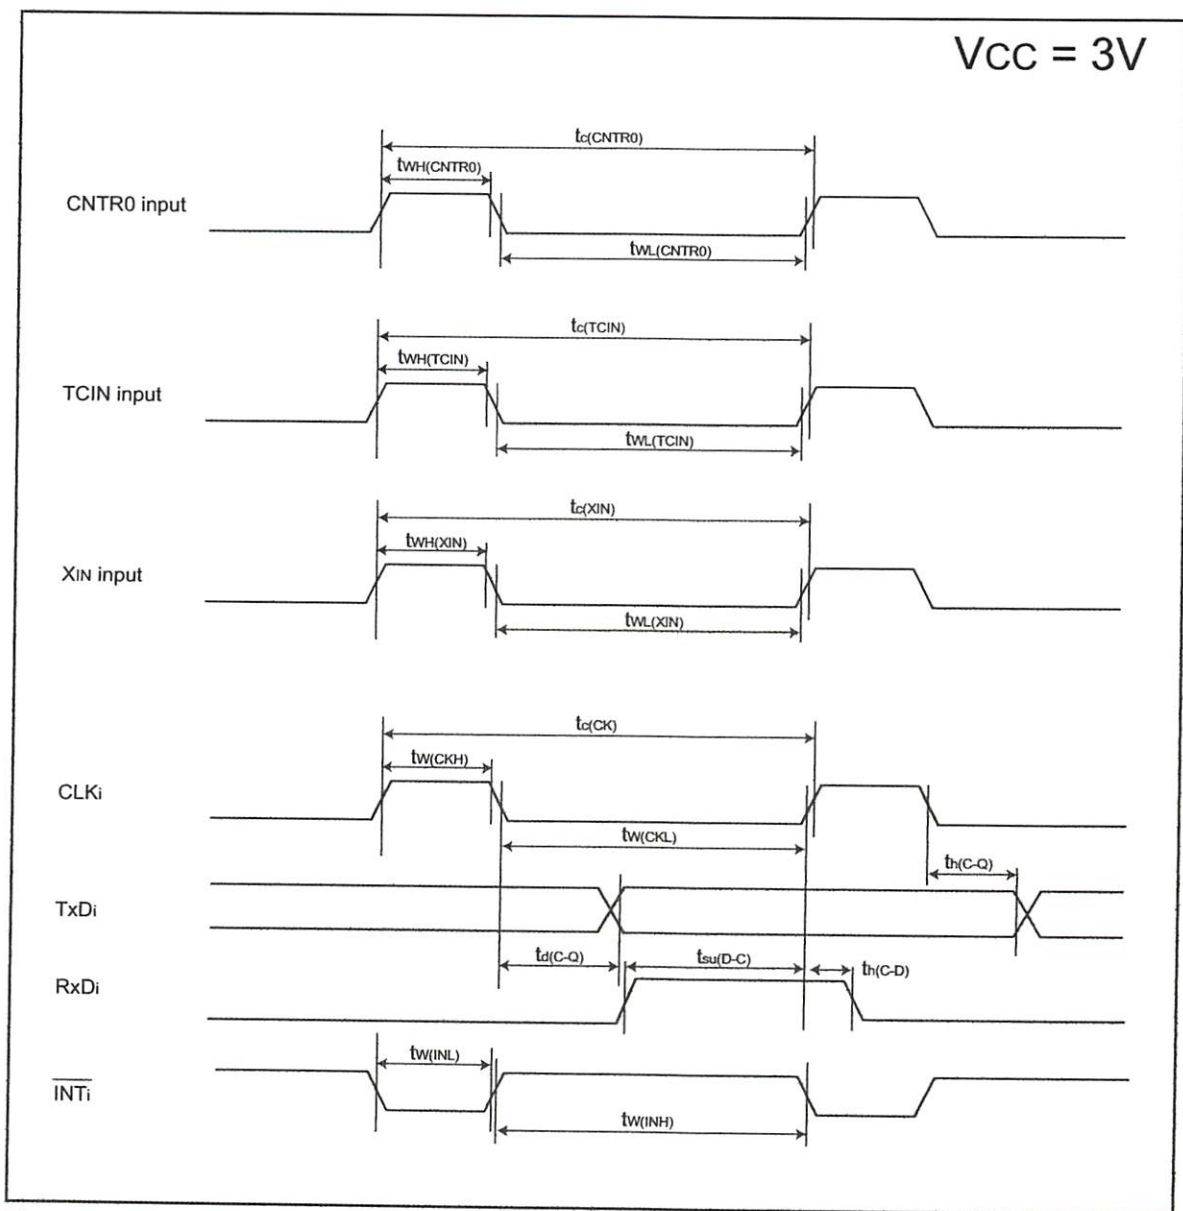 VCC = 3V
tc(CNTR0)
tWH(CNTR0)
CNTR0 input
tWL(CNTR0)
tc(TCIN)
tWH(TCIN)
TCIN input
tWL(TCIN)
tc(XIN)
tWH(XIN)
XIN input
tWL(XIN)
tc(CK)
tW(CKH)
CLKi
tW(CKL)
th(C-Q)
TxDi
td(C-Q)
tsu(D-C)
th(C-D)
RxDi
tW(INL)
INTi
tW(INH)